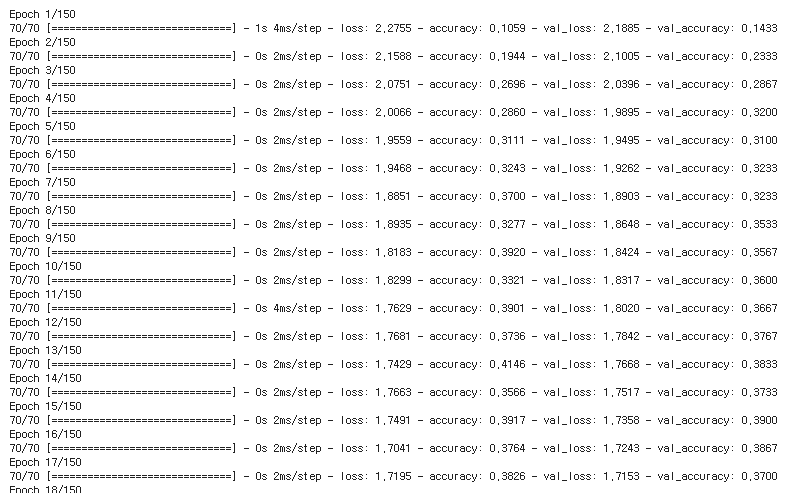 Epoch 1/150
70/70 [==============================] - 1s 4ms/step - loss: 2.2755 - accuracy: 0.1059 - val_loss: 2.1885 - val_accuracy: 0.1433
Epoch 2/150
70/70 [==============================] - 0s 2ms/step - loss: 2.1588 - accuracy: 0.1944 - val_loss: 2.1005 - val_accuracy: 0.2333
Epoch 3/150
70/70 [==============================] - 0s 2ms/step - loss: 2.0751 - accuracy: 0.2696 - val_loss: 2.0396 - val_accuracy: 0.2867
Epoch 4/150
70/70 [==============================] - 0s 2ms/step - loss: 2.0066 - accuracy: 0.2860 - val_loss: 1.9895 - val_accuracy: 0.3200
Epoch 5/150
70/70 [==============================] - 0s 2ms/step - loss: 1.9559 - accuracy: 0.3111 - val_loss: 1.9495 - val_accuracy: 0.3100
Epoch 6/150
70/70 [==============================] - 0s 2ms/step - loss: 1.9468 - accuracy: 0.3243 - val_loss: 1.9262 - val_accuracy: 0.3233
Epoch 7/150
70/70 [==============================] - 0s 2ms/step - loss: 1.8851 - accuracy: 0.3700 - val_loss: 1.8903 - val_accuracy: 0.3233
Epoch 8/150
70/70 [==============================] - 0s 2ms/step - loss: 1.8935 - accuracy: 0.3277 - val_loss: 1.8648 - val_accuracy: 0.3533
Epoch 9/150
70/70 [==============================] - 0s 2ms/step - loss: 1.8183 - accuracy: 0.3920 - val_loss: 1.8424 - val_accuracy: 0.3567
Epoch 10/150
70/70 [==============================] - 0s 2ms/step - loss: 1.8299 - accuracy: 0.3321 - val_loss: 1.8317 - val_accuracy: 0.3600
Epoch 11/150
70/70 [==============================] - 0s 4ms/step - loss: 1.7629 - accuracy: 0.3901 - val_loss: 1.8020 - val_accuracy: 0.3667
Epoch 12/150
70/70 [==============================] - 0s 2ms/step - loss: 1.7681 - accuracy: 0.3736 - val_loss: 1.7842 - val_accuracy: 0.3767
Epoch 13/150
70/70 [==============================] - 0s 2ms/step - loss: 1.7429 - accuracy: 0.4146 - val_loss: 1.7668 - val_accuracy: 0.3833
Epoch 14/150
70/70 [==============================] - 0s 2ms/step - loss: 1.7663 - accuracy: 0.3566 - val_loss: 1.7517 - val_accuracy: 0.3733
Epoch 15/150
70/70 [==============================] - 0s 2ms/step - loss: 1.7491 - accuracy: 0.3917 - val_loss: 1.7358 - val_accuracy: 0.3900
Epoch 16/150
70/70 [==============================] - 0s 2ms/step - loss: 1.7041 - accuracy: 0.3764 - val_loss: 1.7243 - val_accuracy: 0.3867
Epoch 17/150
70/70 [==============================] - 0s 2ms/step - loss: 1.7195 - accuracy: 0.3826 - val_loss: 1.7153 - val_accuracy: 0.3700
Epoch 18/150